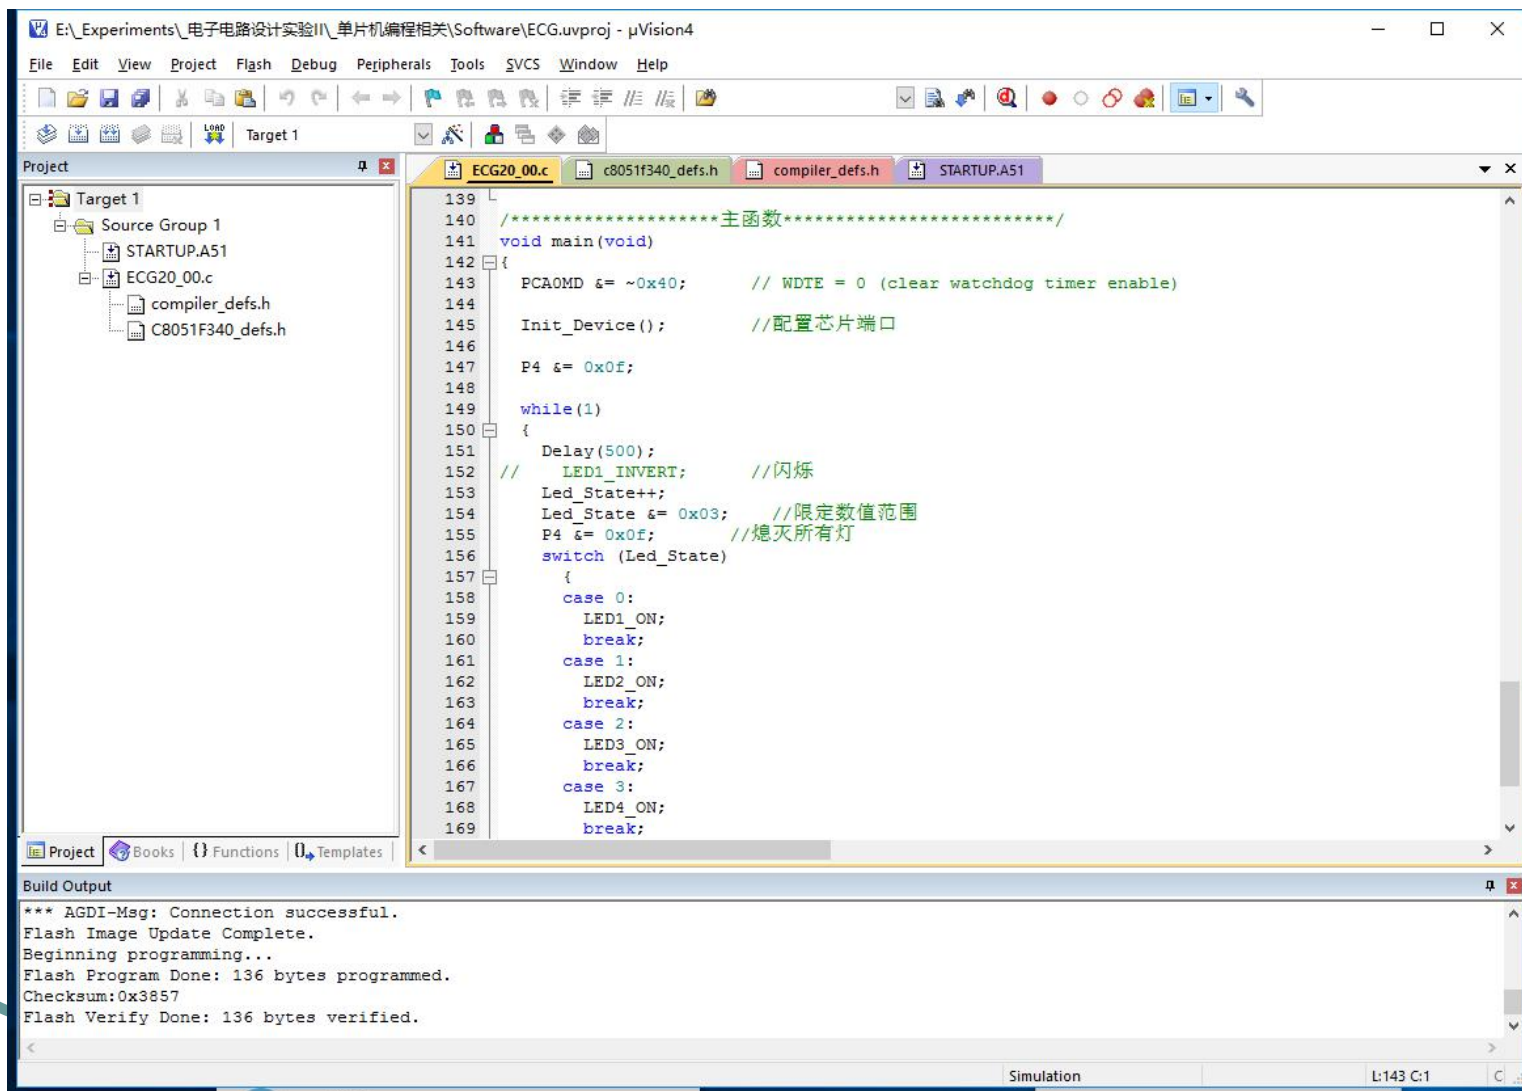 E:\_Experiments\_电子电路设计实验II\_单片机编程相关\Software\ECG.uvproj - µVision4
File Edit View Project Flash Debug Peripherals Tools SVCS Window Help
LOAD Target 1
Project
ECG20_00.c c8051f340_defs.h compiler_defs.h STARTUP.A51
Target 1
Source Group 1
STARTUP.A51
ECG20_00.c
compiler_defs.h
C8051F340_defs.h
Project Books {} Functions Templates
139
140 /********************主函数**************************/
141 void main(void)
142 {
143 PCA0MD &= ~0x40; // WDTE = 0 (clear watchdog timer enable)
144
145 Init_Device(); //配置芯片端口
146
147 P4 &= 0x0f;
148
149 while(1)
150 {
151 Delay(500);
152 // LED1_INVERT; //闪烁
153 Led_State++;
154 Led_State &= 0x03; //限定数值范围
155 P4 &= 0x0f; //熄灭所有灯
156 switch (Led_State)
157 {
158 case 0:
159 LED1_ON;
160 break;
161 case 1:
162 LED2_ON;
163 break;
164 case 2:
165 LED3_ON;
166 break;
167 case 3:
168 LED4_ON;
169 break;
Build Output
*** AGDI-Msg: Connection successful.
Flash Image Update Complete.
Beginning programming...
Flash Program Done: 136 bytes programmed.
Checksum:0x3857
Flash Verify Done: 136 bytes verified.
Simulation L:143 C:1 C